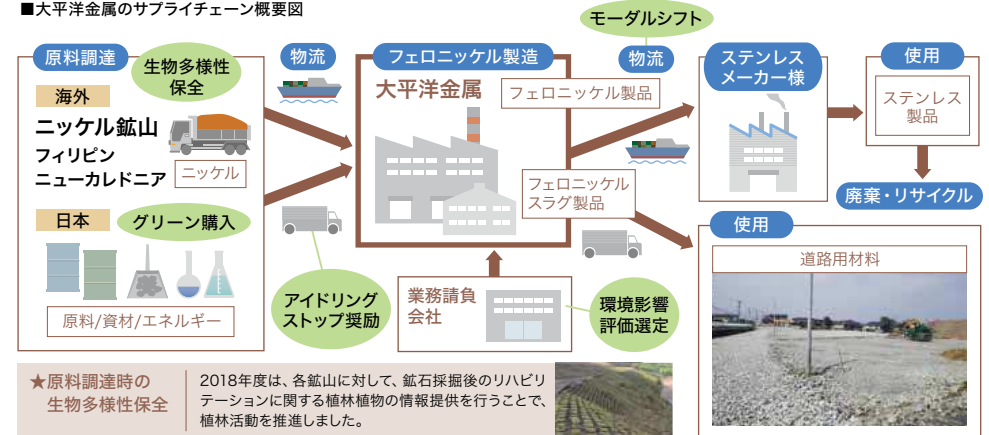 ■大平洋金属のサプライチェーン概要図
原料調達
生物多様性
保全
海外
ニッケル鉱山
フィリピン
ニューカレドニア
ニッケル
日本
グリーン購入
原料/資材/エネルギー
物流
アイドリング
ストップ奨励
フェロニッケル製造
大平洋金属
フェロニッケル製品
フェロニッケル
スラグ製品
業務請負
会社
環境影響
評価選定
モーダルシフト
物流
ステンレス
メーカー様
使用
ステンレス
製品
廃棄・リサイクル
使用
道路用材料
★原料調達時の
生物多様性保全
2018年度は、各鉱山に対して、鉱石採掘後のリハビリ
テーションに関する植林植物の情報提供を行うことで、
植林活動を推進しました。